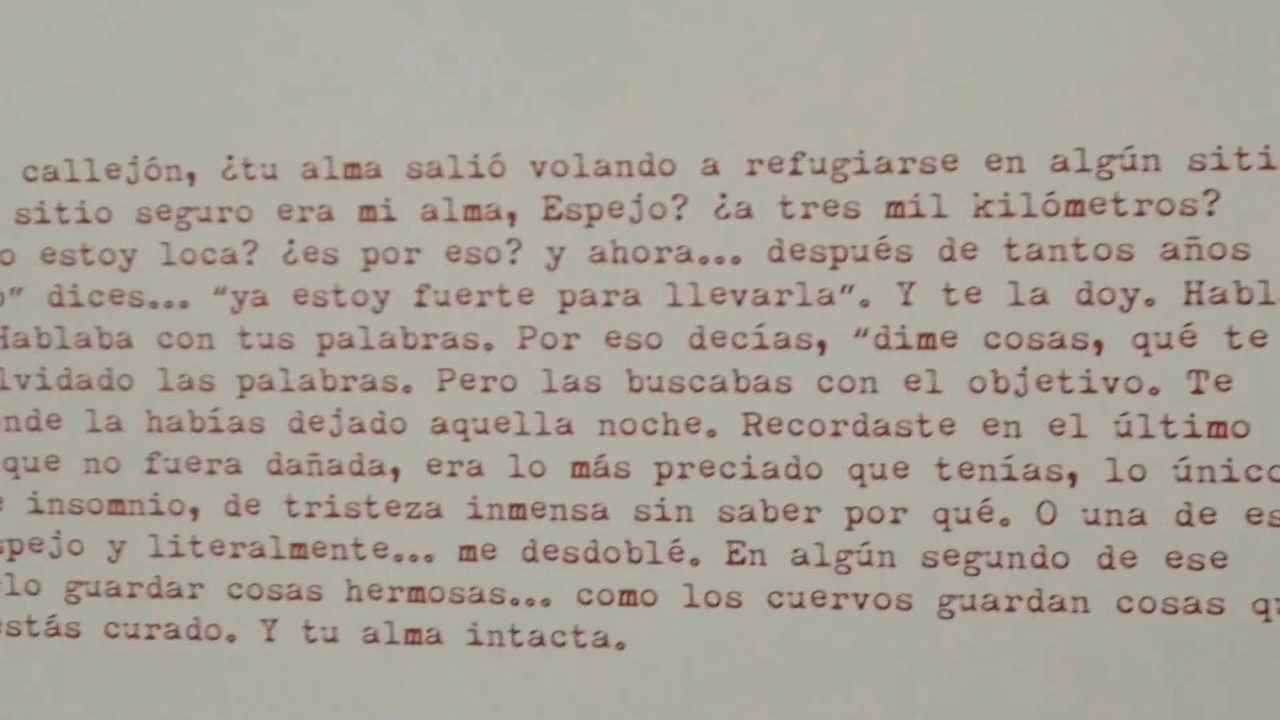 callejón, ¿tu alma salió volando a refugiarse en algún siti
sitio seguro era mi alma, Espejo? ¿a tres mil kilómetros?
o estoy loca? ¿es por eso? y ahora... después de tantos años
o" dices... "ya estoy fuerte para llevarla". Y te la doy. Habl
Hablaba con tus palabras. Por eso decías, "dime cosas, qué te
lvidado las palabras. Pero las buscabas con el objetivo. Te
nde la habías dejado aquella noche. Recordaste en el último
que no fuera dañada, era lo más preciado que tenías, lo único
e insomnio, de tristeza inmensa sin saber por qué. O una de es
spejo y literalmente... me desdoblé. En algún segundo de ese
lo guardar cosas hermosas... como los cuervos guardan cosas qu
stás curado. Y tu alma intacta.